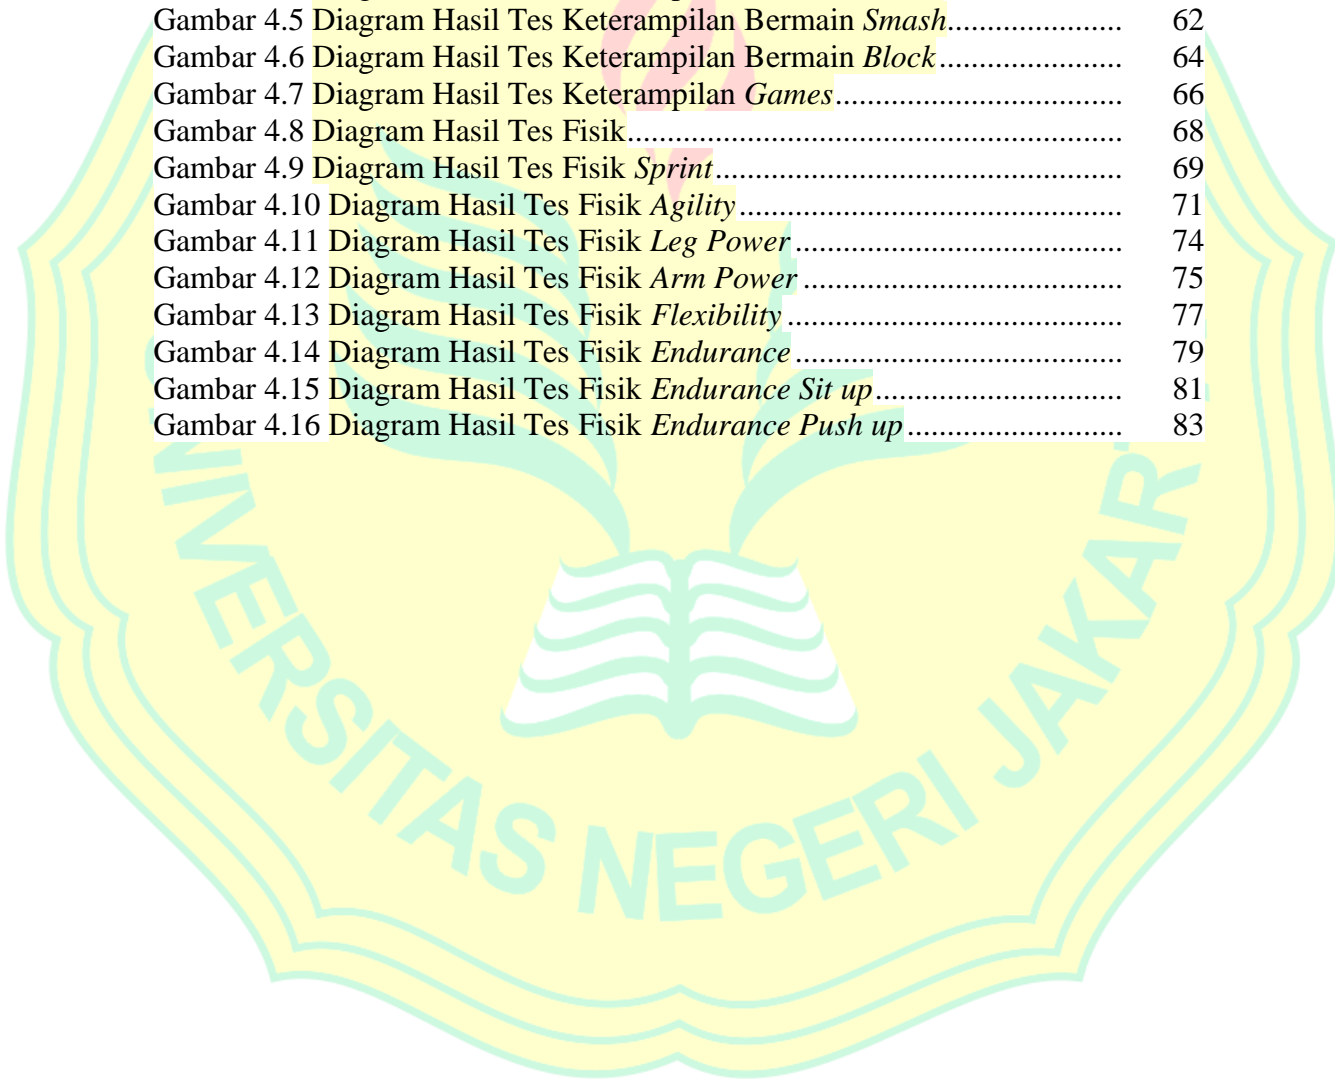 Gambar 4.5 Diagram Hasil Tes Keterampilan Bermain Smash...................... 62
Gambar 4.6 Diagram Hasil Tes Keterampilan Bermain Block...................... 64
Gambar 4.7 Diagram Hasil Tes Keterampilan Games................................... 66
Gambar 4.8 Diagram Hasil Tes Fisik............................................................ 68
Gambar 4.9 Diagram Hasil Tes Fisik Sprint................................................. 69
Gambar 4.10 Diagram Hasil Tes Fisik Agility.............................................. 71
Gambar 4.11 Diagram Hasil Tes Fisik Leg Power....................................... 74
Gambar 4.12 Diagram Hasil Tes Fisik Arm Power...................................... 75
Gambar 4.13 Diagram Hasil Tes Fisik Flexibility........................................ 77
Gambar 4.14 Diagram Hasil Tes Fisik Endurance....................................... 79
Gambar 4.15 Diagram Hasil Tes Fisik Endurance Sit up.............................. 81
Gambar 4.16 Diagram Hasil Tes Fisik Endurance Push up.......................... 83
NIVERSITAS NEGERI JAKAR